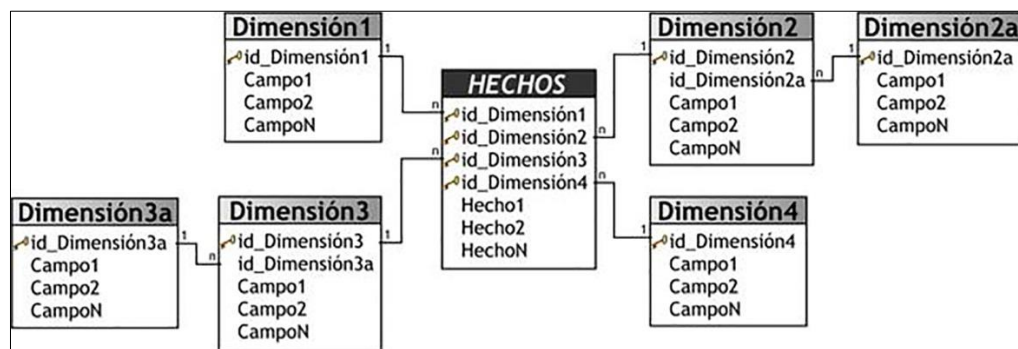 Dimensión1
id_Dimensión1
Campo1
Campo2
CampoN
1
n
HECHOS
id_Dimensión1
id_Dimensión2
id_Dimensión3
id_Dimensión4
Hecho1
Hecho2
HechoN
n
n
n
Dimensión2
id_Dimensión2
id_Dimensión2a
Campo1
Campo2
CampoN
1
n
Dimensión2a
id_Dimensión2a
Campo1
Campo2
CampoN
1
Dimensión3a
id_Dimensión3a
Campo1
Campo2
CampoN
1
n
Dimensión3
id_Dimensión3
id_Dimensión3a
Campo1
Campo2
CampoN
1
Dimensión4
id_Dimensión4
Campo1
Campo2
CampoN
1